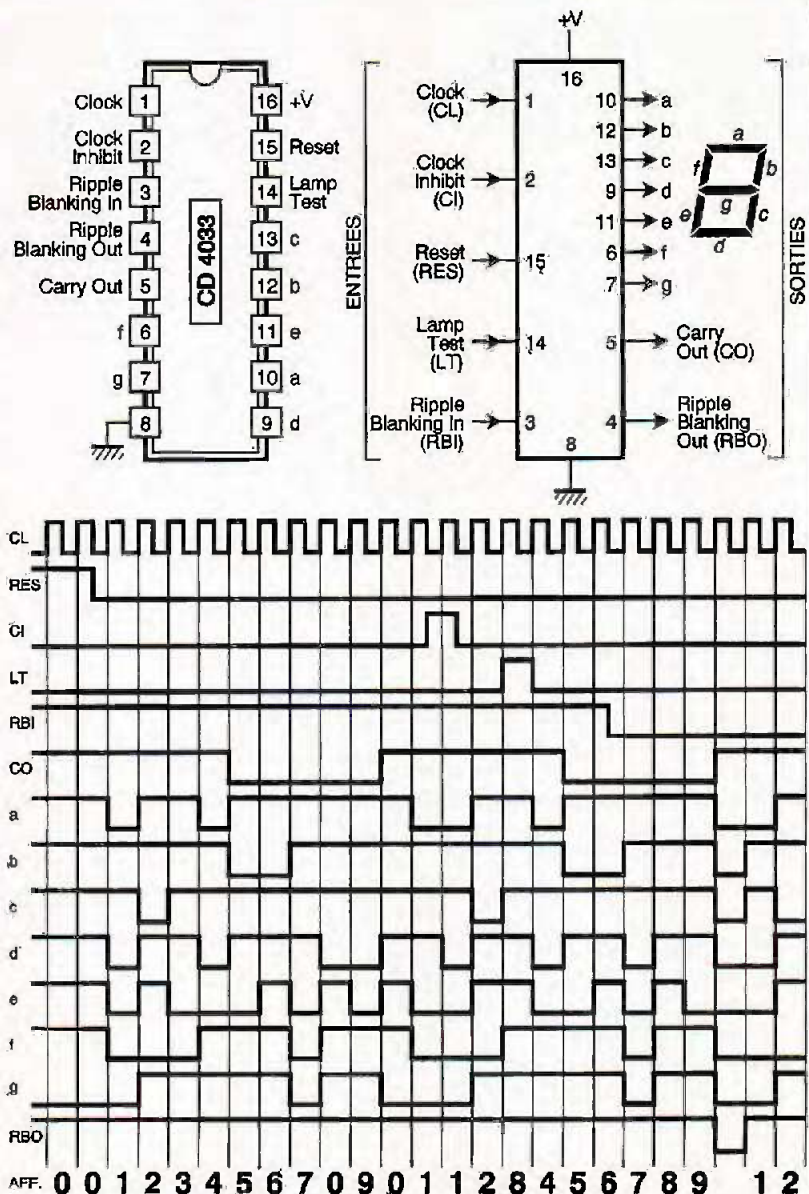 Clock
1
16
+V
Clock
Inhibit
2
15
Reset
Ripple
Blanking In
3
14
Lamp
Test
Ripple
Blanking Out
4
13
c
Carry Out
5
12
b
f
6
11
e
g
7
10
a
8
9
d
CD 4033
ENTREES
+V
16
Clock
(CL)
1
Clock
Inhibit
(CI)
2
Reset
(RES)
15
Lamp
Test
(LT)
14
Ripple
Blanking In
(RBI)
3
8
10
a
12
b
13
c
9
d
11
e
6
f
7
g
5
Carry
Out (CO)
4
Ripple
Blanking
Out (RBO)
a
f
b
g
e
c
d
SORTIES
CL
RES
CI
LT
RBI
CO
a
b
c
d
e
f
g
RBO
AFF. 0 0 1 2 3 4 5 6 7 0 9 0 1 1 2 8 4 5 6 7 8 9 1 2